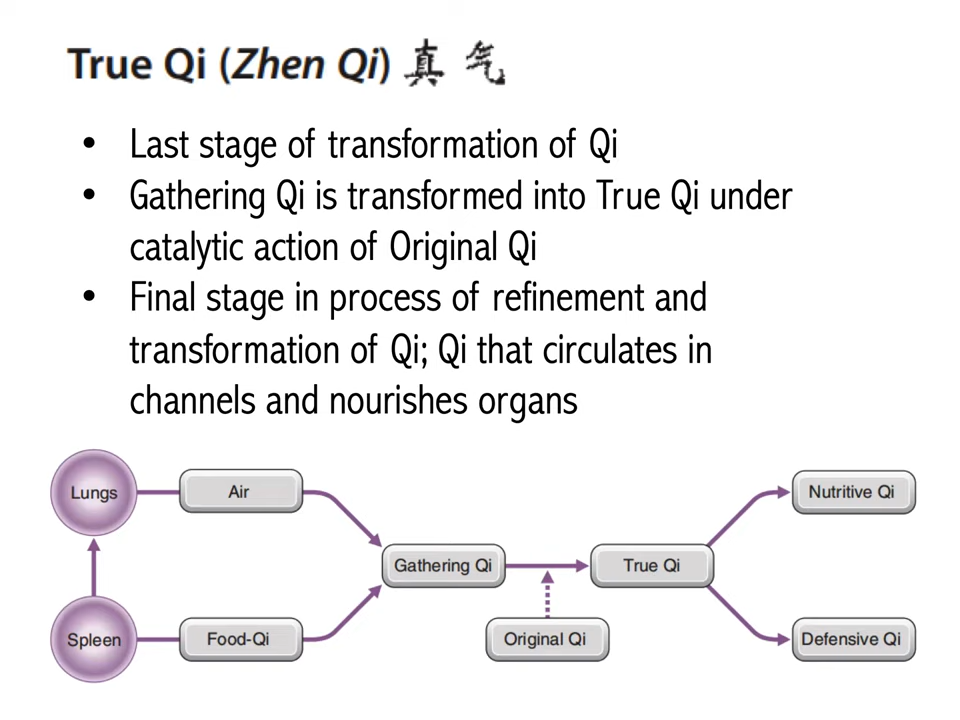 True Qi (Zhen Qi) 真 气
• Last stage of transformation of Qi
• Gathering Qi is transformed into True Qi under
catalytic action of Original Qi
• Final stage in process of refinement and
transformation of Qi; Qi that circulates in
channels and nourishes organs
Lungs
Air
Nutritive Qi
Gathering Qi
True Qi
Spleen
Food-Qi
Original Qi
Defensive Qi